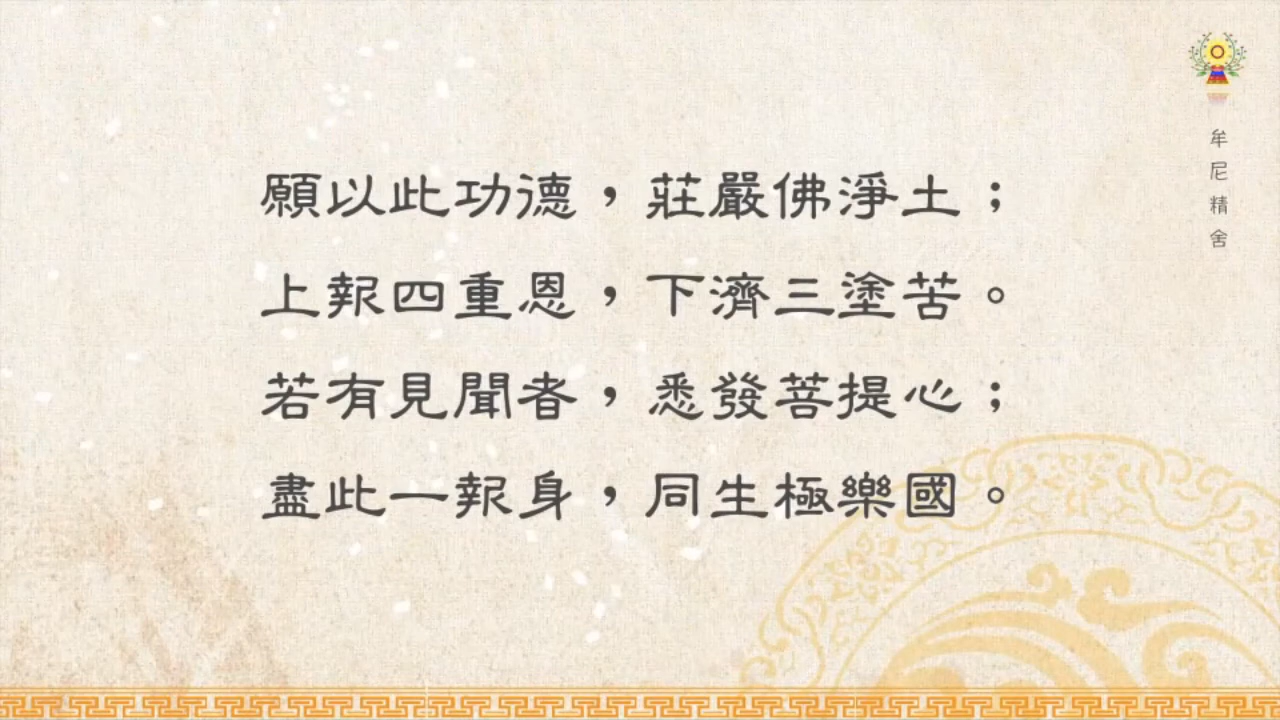 願以此功德，莊嚴佛淨土；
上報四重恩，下濟三塗苦。
若有見聞者，悉發菩提心；
盡此一報身，同生極樂國。
牟尼精舍